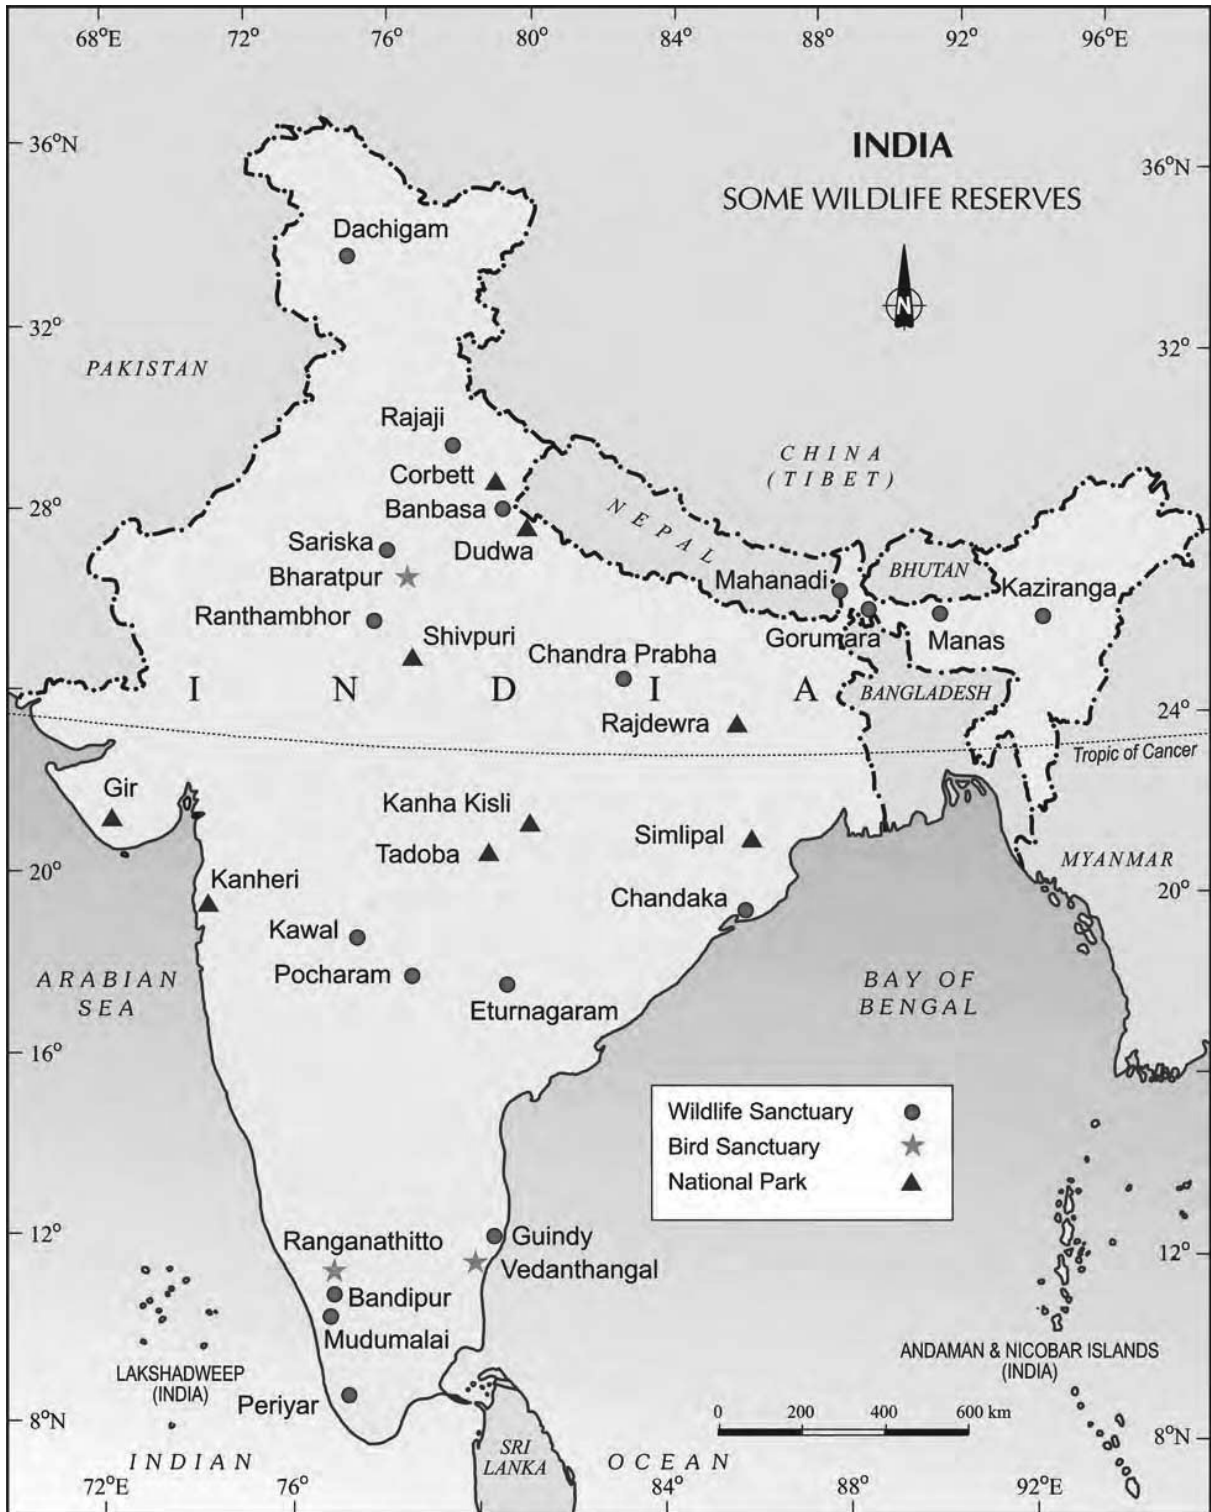 68°E 72° 76° 80° 84° 88° 92° 96°E
36°N
INDIA
36°N
SOME WILDLIFE RESERVES
Dachigam
N
32°
32°
PAKISTAN
Rajaji
CHINA
(TIBET)
Corbett
Banbasa
28°
28°
NEPAL
Dudwa
Sariska
Bharatpur
Mahanadi
BHUTAN
Kaziranga
Ranthambhor
Shivpuri
Gorumara
Manas
Chandra Prabha
I N D I A
BANGLADESH
24°
24°
Rajdewra
Tropic of Cancer
Gir
Kanha Kisli
Simlipal
Tadoba
MYANMAR
20°
20°
Kanheri
Chandaka
Kawal
Pocharam
ARABIAN
SEA
BAY OF
BENGAL
Eturnagaram
16°
Wildlife Sanctuary
Bird Sanctuary
National Park
12°
12°
Ranganathitto
Guindy
Vedanthangal
Bandipur
Mudumalai
LAKSHADWEEP
(INDIA)
ANDAMAN & NICOBAR ISLANDS
(INDIA)
Periyar
0 200 400 600 km
8°N
8°N
SRI
LANKA
INDIAN OCEAN
72°E 76° 84° 88° 92°E